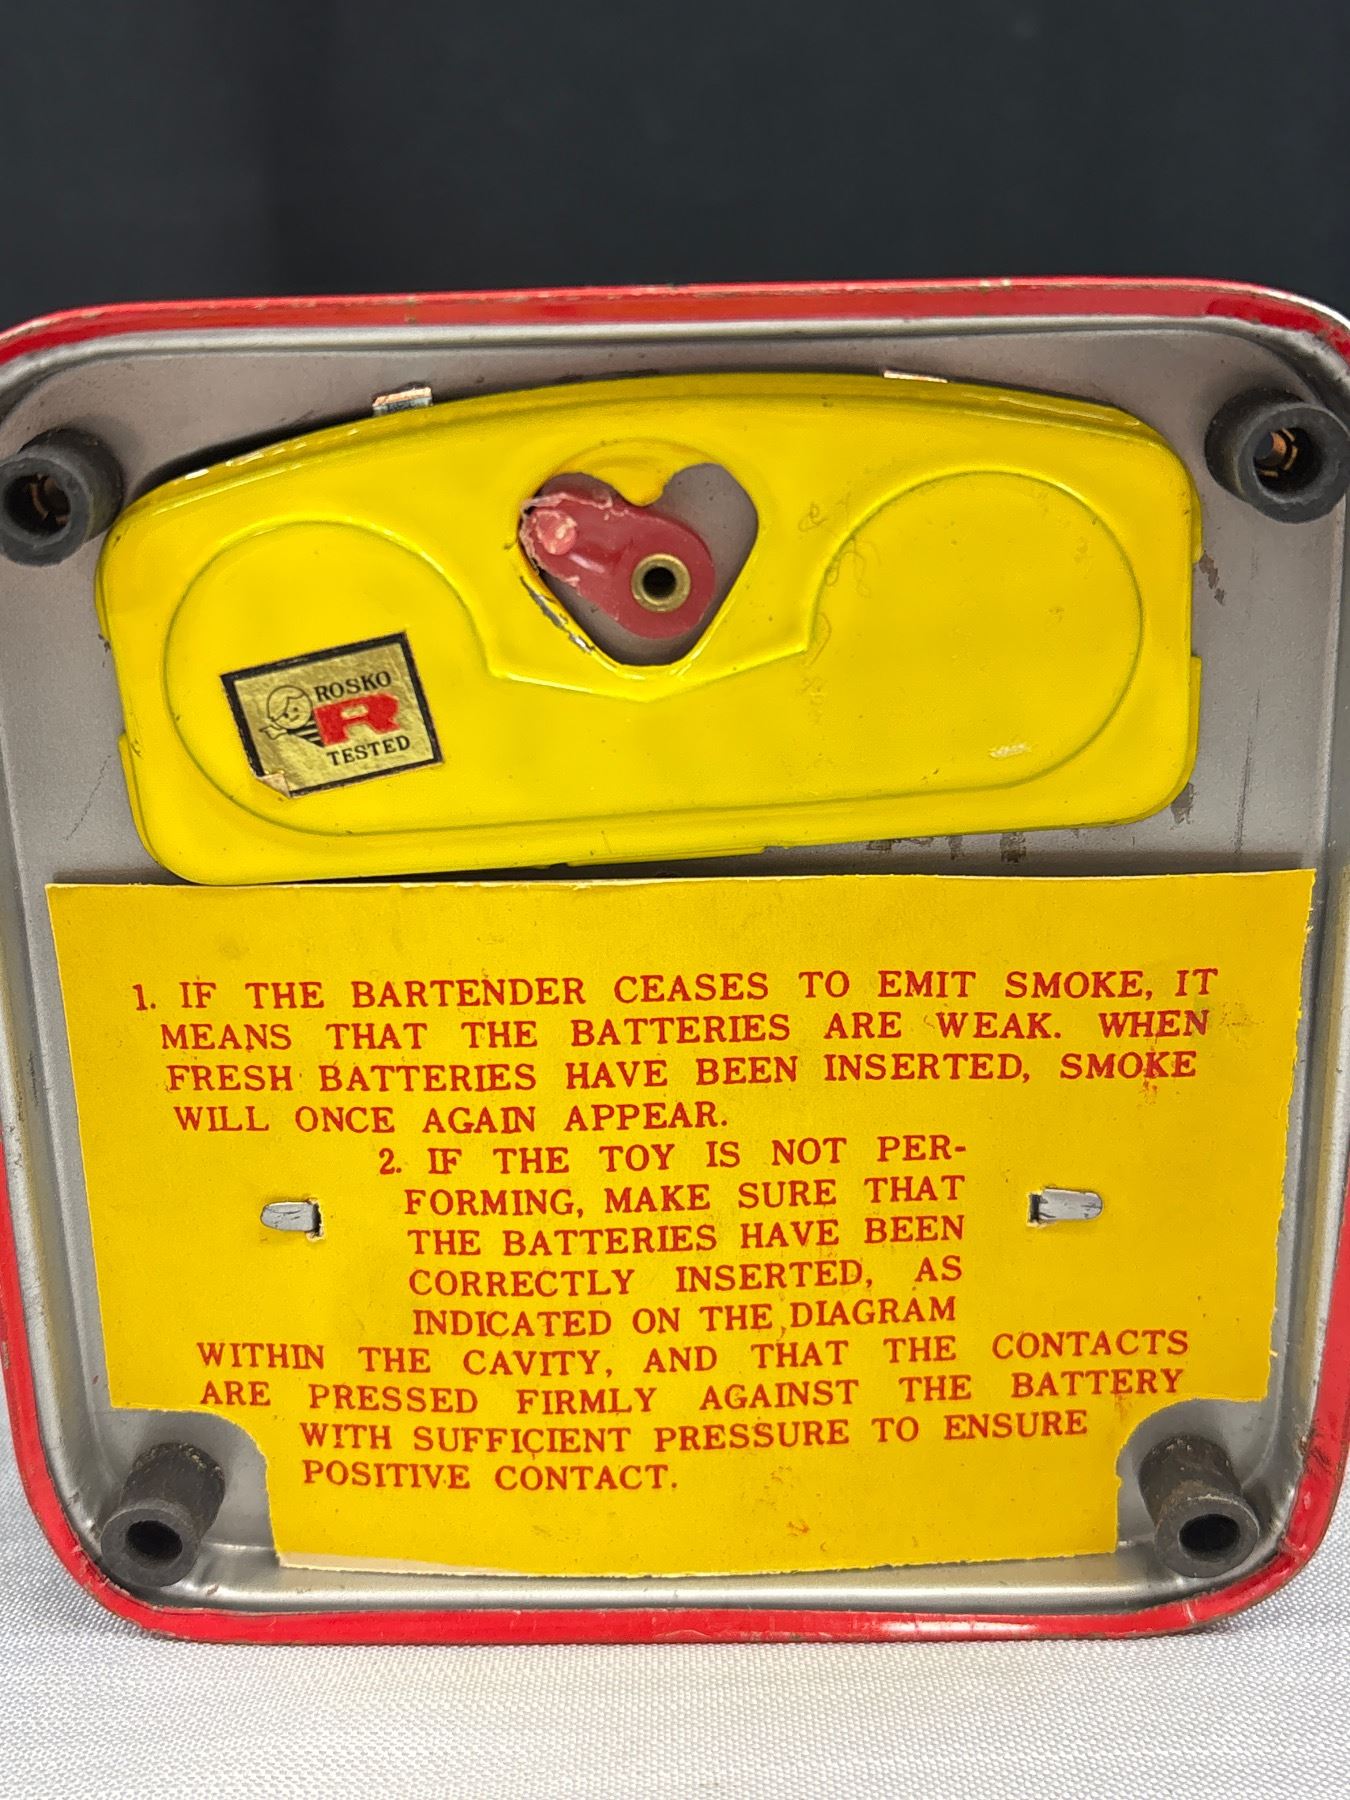 ROSKO
R
TESTED
1. IF THE BARTENDER CEASES TO EMIT SMOKE, IT
MEANS THAT THE BATTERIES ARE WEAK. WHEN
FRESH BATTERIES HAVE BEEN INSERTED, SMOKE
WILL ONCE AGAIN APPEAR.
2. IF THE TOY IS NOT PER-
FORMING, MAKE SURE THAT
THE BATTERIES HAVE BEEN
CORRECTLY INSERTED, AS
INDICATED ON THE DIAGRAM
WITHIN THE CAVITY, AND THAT THE CONTACTS
ARE PRESSED FIRMLY AGAINST THE BATTERY
WITH SUFFICIENT PRESSURE TO ENSURE
POSITIVE CONTACT.